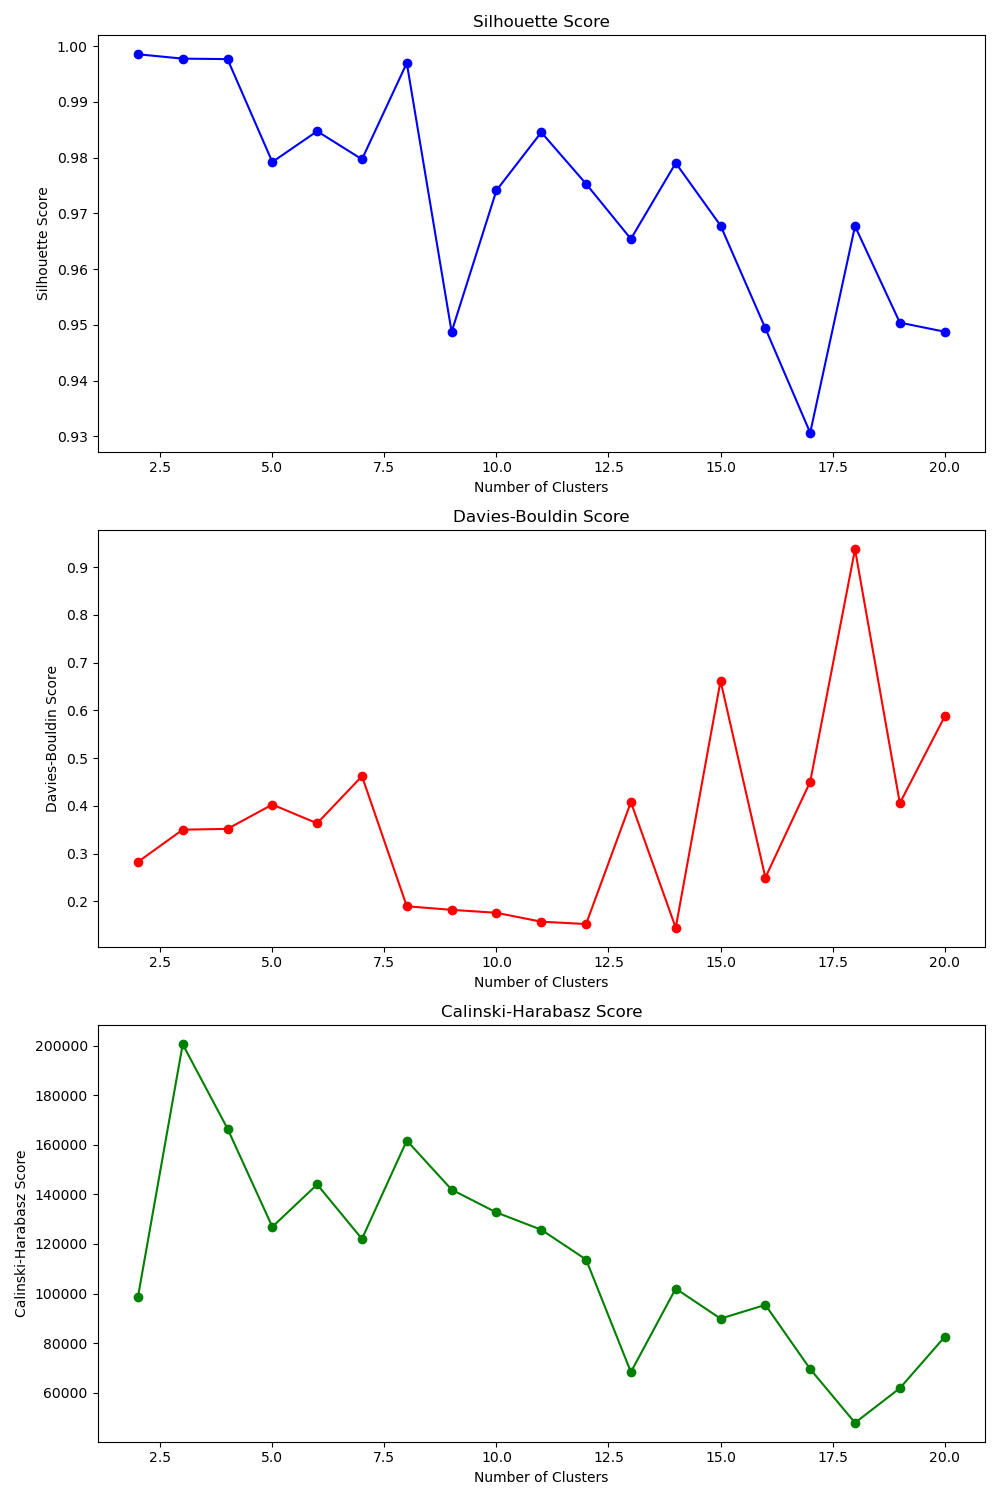 Silhouette Score
1.00
0.99
0.98
0.97
0.96
0.95
0.94
0.93
Silhouette Score
2.5 5.0 7.5 10.0 12.5 15.0 17.5 20.0
Number of Clusters
Davies-Bouldin Score
0.9
0.8
0.7
0.6
0.5
0.4
0.3
0.2
Davies-Bouldin Score
2.5 5.0 7.5 10.0 12.5 15.0 17.5 20.0
Number of Clusters
Calinski-Harabasz Score
200000
180000
160000
140000
120000
100000
80000
60000
Calinski-Harabasz Score
2.5 5.0 7.5 10.0 12.5 15.0 17.5 20.0
Number of Clusters